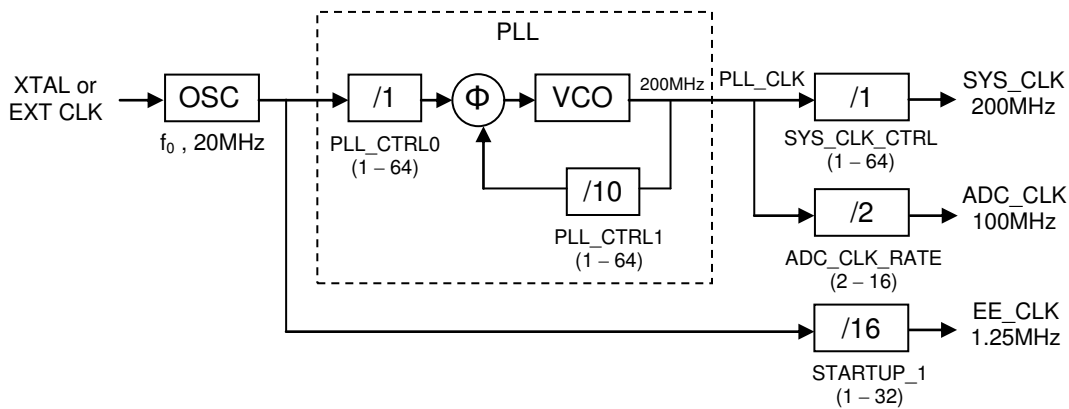 PLL
XTAL or
EXT CLK
OSC
f₀ , 20MHz
/1
PLL_CTRL0
(1 – 64)
Φ
VCO
200MHz
/10
PLL_CTRL1
(1 – 64)
PLL_CLK
/1
SYS_CLK_CTRL
(1 – 64)
SYS_CLK
200MHz
/2
ADC_CLK_RATE
(2 – 16)
ADC_CLK
100MHz
/16
STARTUP_1
(1 – 32)
EE_CLK
1.25MHz